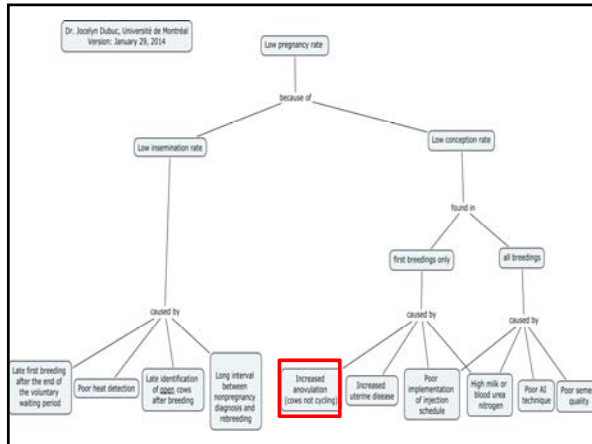 Dr. Jocelyn Dubuc, Université de Montréal
Version: January 29, 2014
Low pregnancy rate
because of
Low insemination rate
Low conception rate
found in
first breedings only
all breedings
caused by
caused by
caused by
Late first breeding
after the end of
the voluntary
waiting period
Poor heat detection
Late identification
of open cows
after breeding
Long interval
between
nonpregnancy
diagnosis and
rebreeding
Increased
anovulation
(cows not cycling)
Increased
uterine disease
Poor
implementation
of injection
schedule
High milk or
blood urea
nitrogen
Poor AI
technique
Poor semen
quality